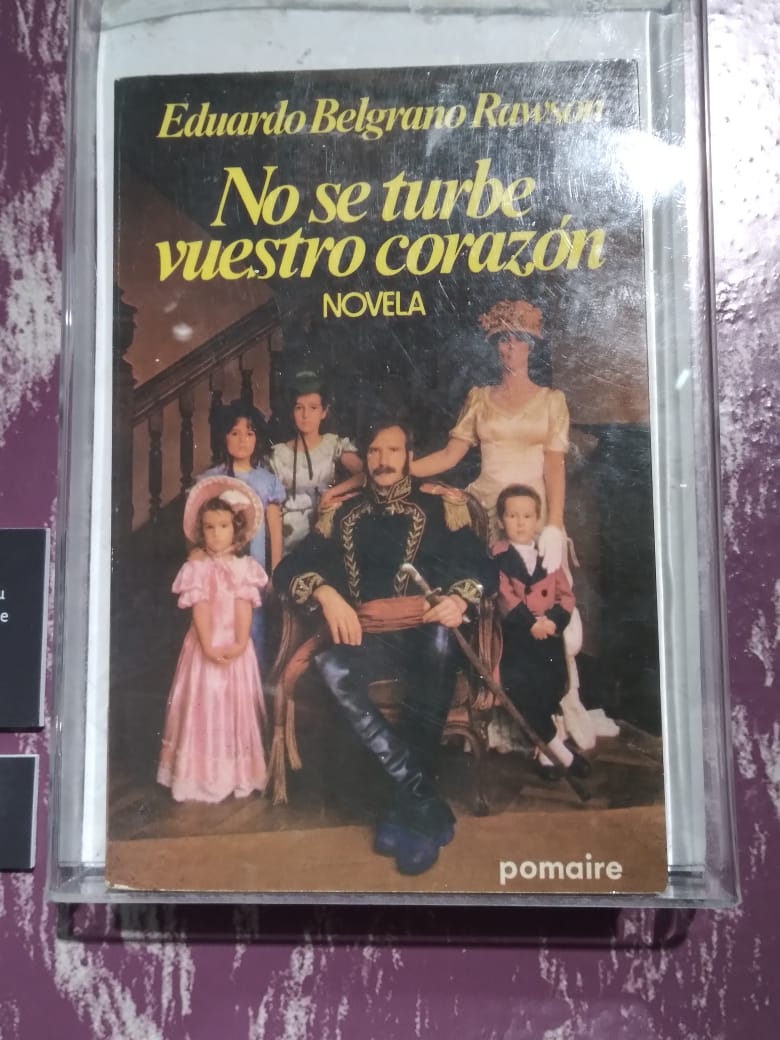 Eduardo Belgrano Rawson
No se turbe
vuestro corazón
NOVELA
pomaire
u
e